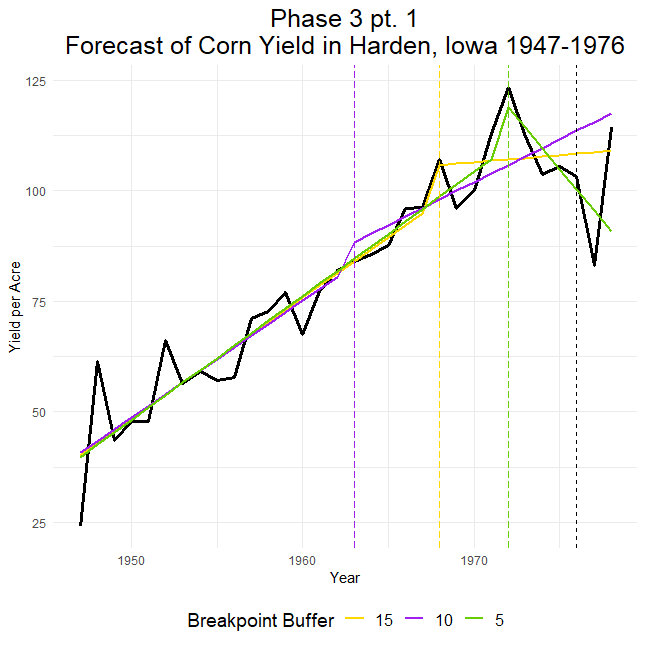 Phase 3 pt. 1
Forecast of Corn Yield in Harden, Iowa 1947-1976
125
100
75
50
25
Yield per Acre
1950 1960 1970
Year
Breakpoint Buffer 15 10 5